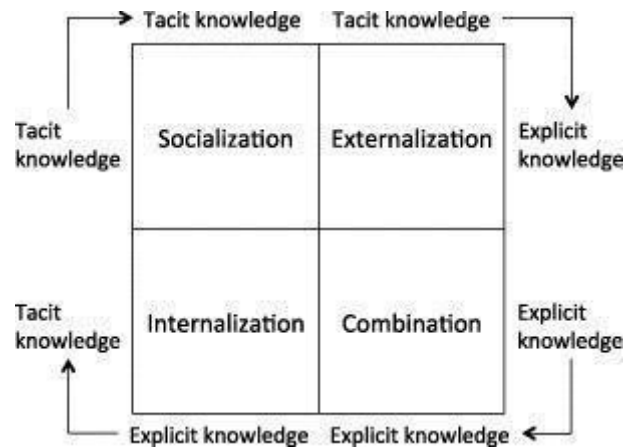 Tacit knowledge Tacit knowledge
Tacit
knowledge
Socialization Externalization
Explicit
knowledge
Tacit
knowledge
Internalization Combination
Explicit
knowledge
Explicit knowledge Explicit knowledge